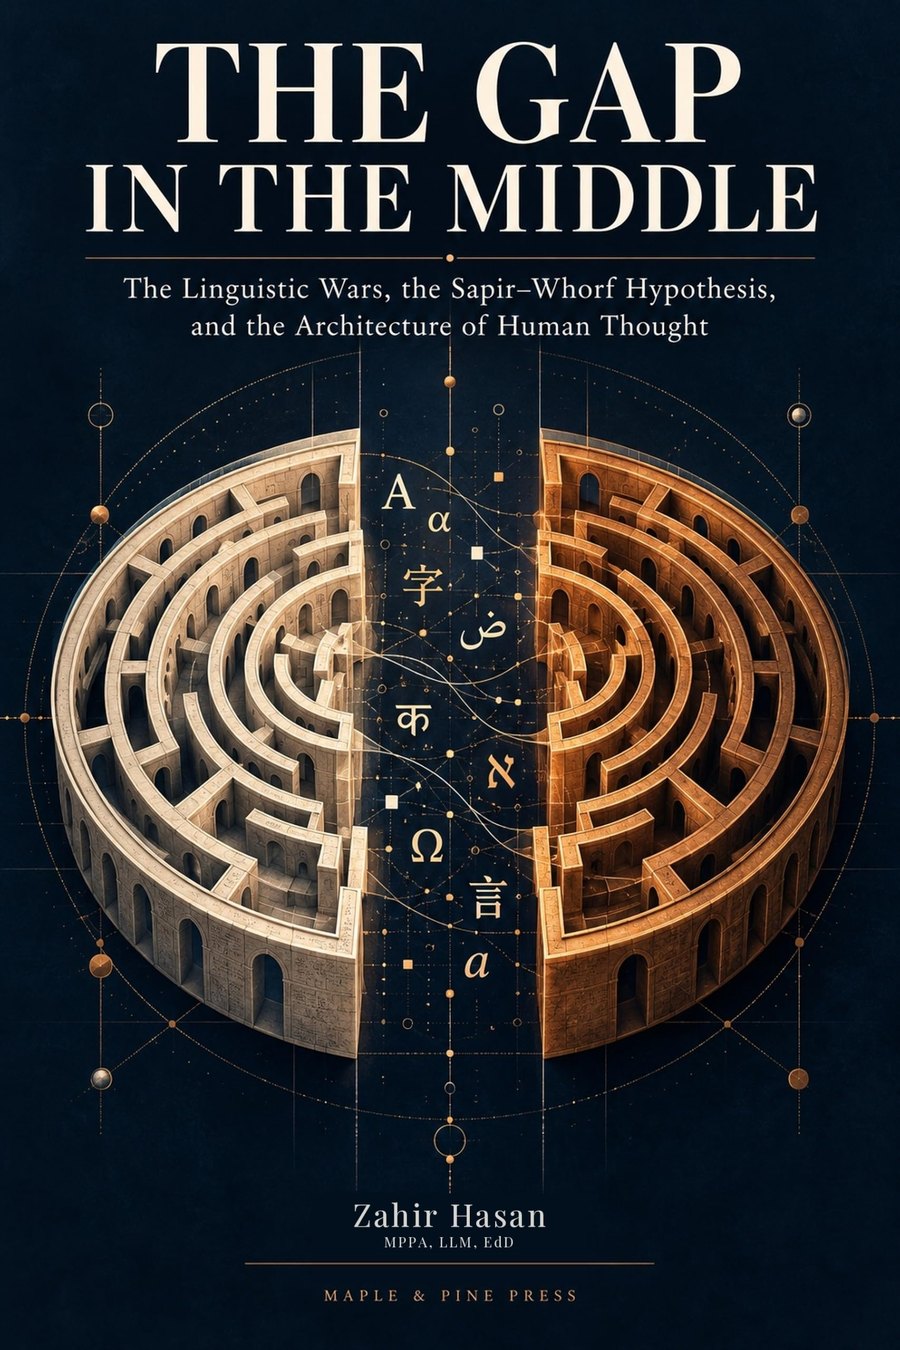 THE GAP
IN THE MIDDLE
The Linguistic Wars, the Sapir–Whorf Hypothesis,
and the Architecture of Human Thought
A
α
字
ض
क
א
Ω
言
a
Zahir Hasan
MPPA, LLM, EdD
MAPLE & PINE PRESS